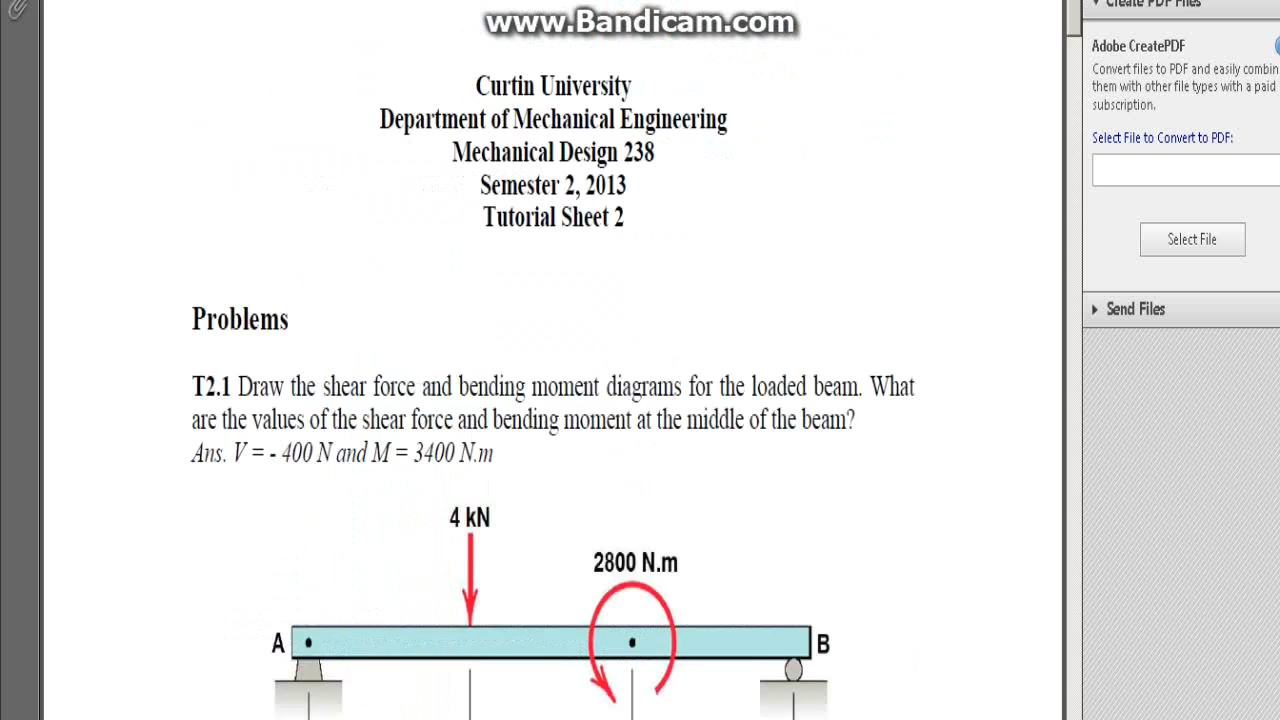 www.Bandicam.com
Create PDF Files
Adobe CreatePDF
Convert files to PDF and easily combin
them with other file types with a paid
subscription.
Select File to Convert to PDF:
Select File
Send Files
Curtin University
Department of Mechanical Engineering
Mechanical Design 238
Semester 2, 2013
Tutorial Sheet 2
Problems
T2.1 Draw the shear force and bending moment diagrams for the loaded beam. What
are the values of the shear force and bending moment at the middle of the beam?
Ans. V = - 400 N and M = 3400 N.m
4 kN
2800 N.m
A
B